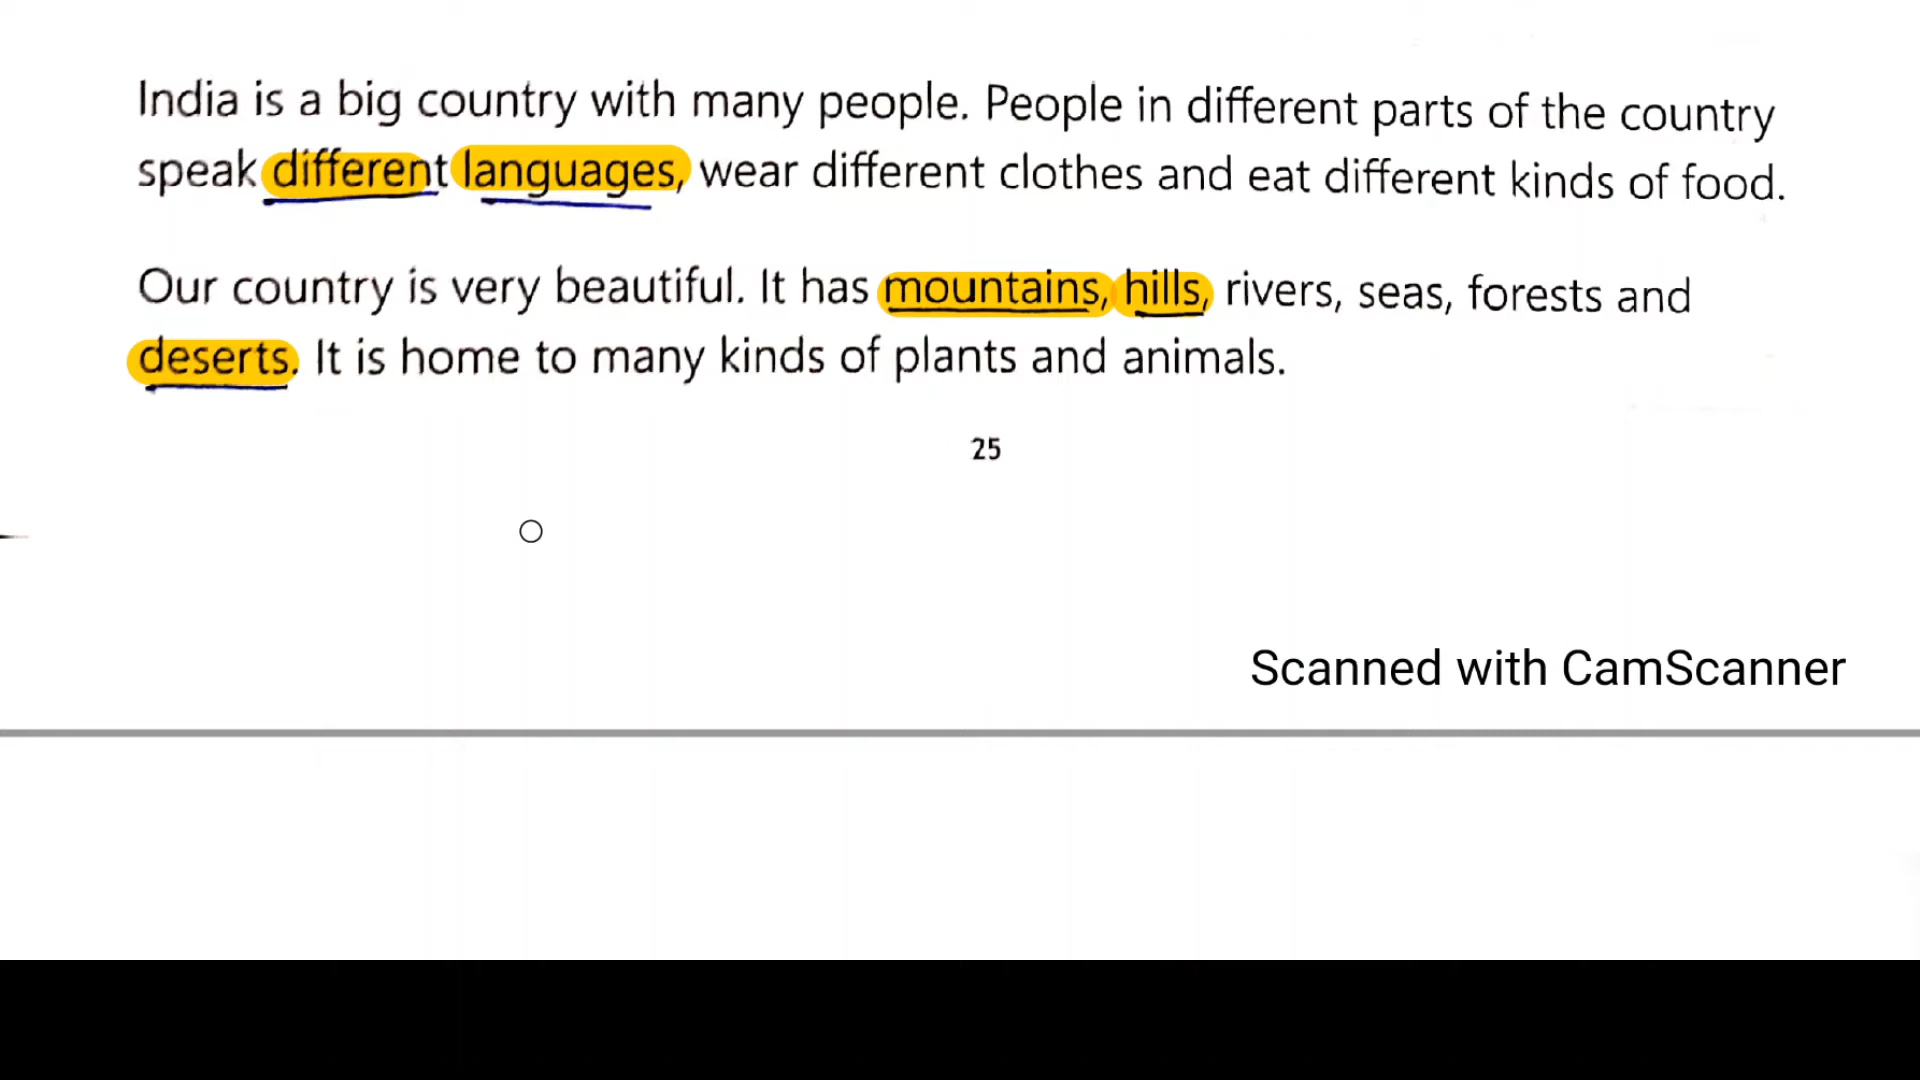 India is a big country with many people. People in different parts of the country
speak different languages, wear different clothes and eat different kinds of food.
Our country is very beautiful. It has mountains, hills, rivers, seas, forests and
deserts. It is home to many kinds of plants and animals.
25
Scanned with CamScanner